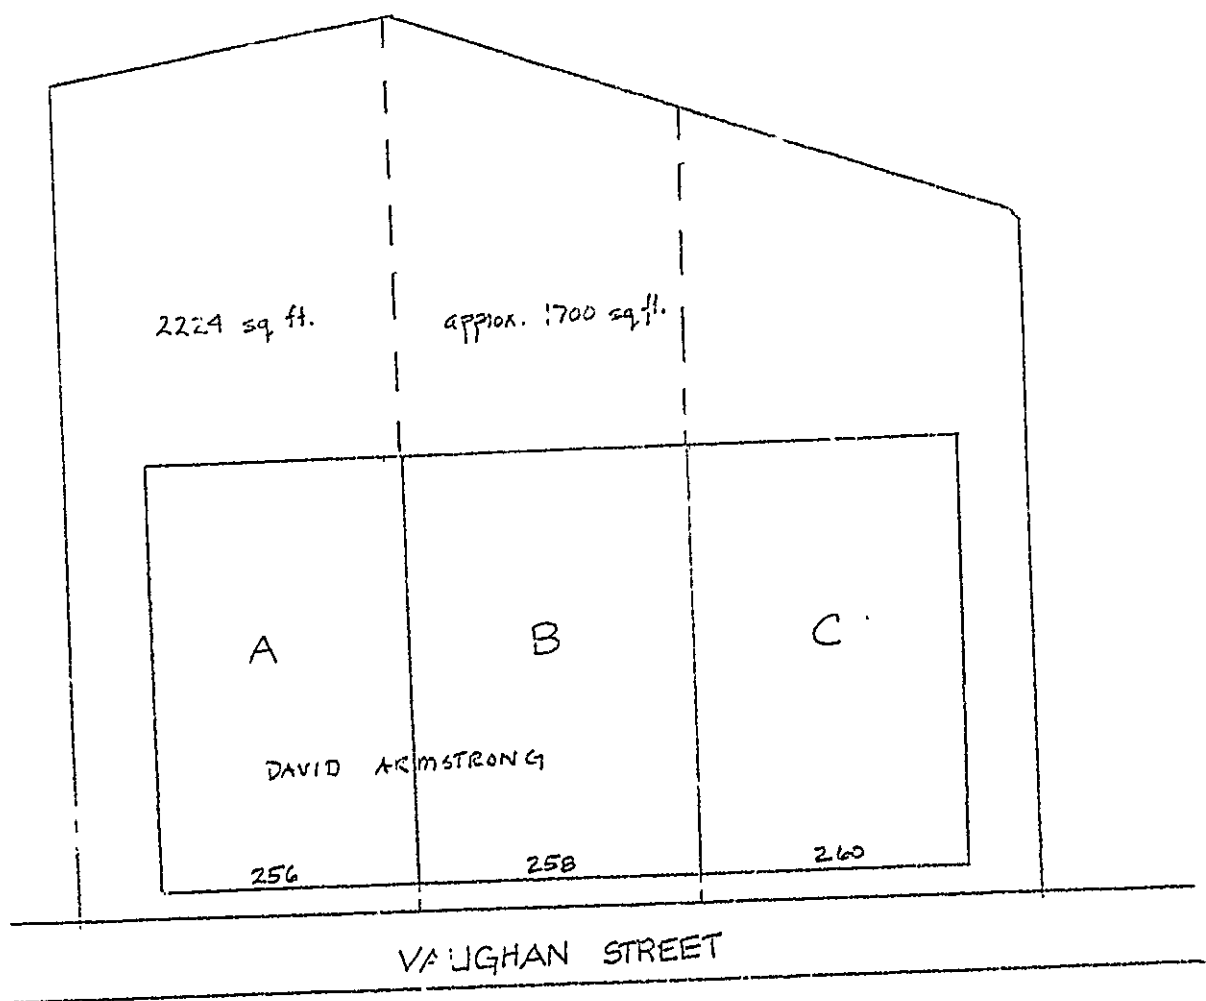 2224 sq ft.
approx. 1700 sq.ft.
A
B
C
DAVID ARMSTRONG
256
258
260
VAUGHAN STREET